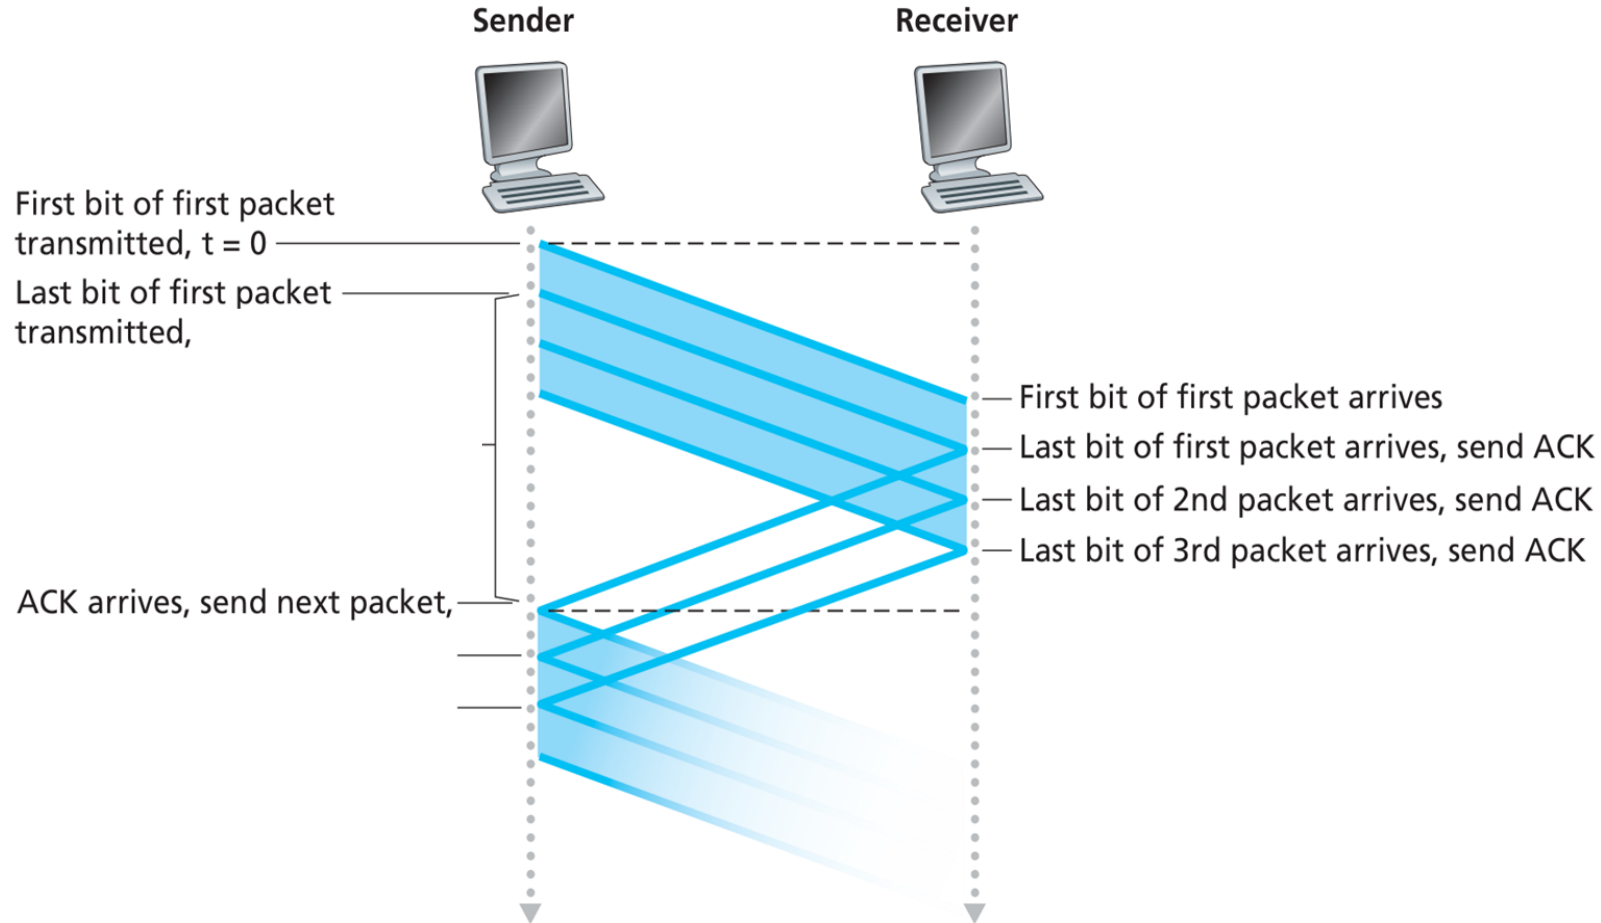 Sender
Receiver
First bit of first packet
transmitted, t = 0
Last bit of first packet
transmitted,
First bit of first packet arrives
Last bit of first packet arrives, send ACK
Last bit of 2nd packet arrives, send ACK
Last bit of 3rd packet arrives, send ACK
ACK arrives, send next packet,